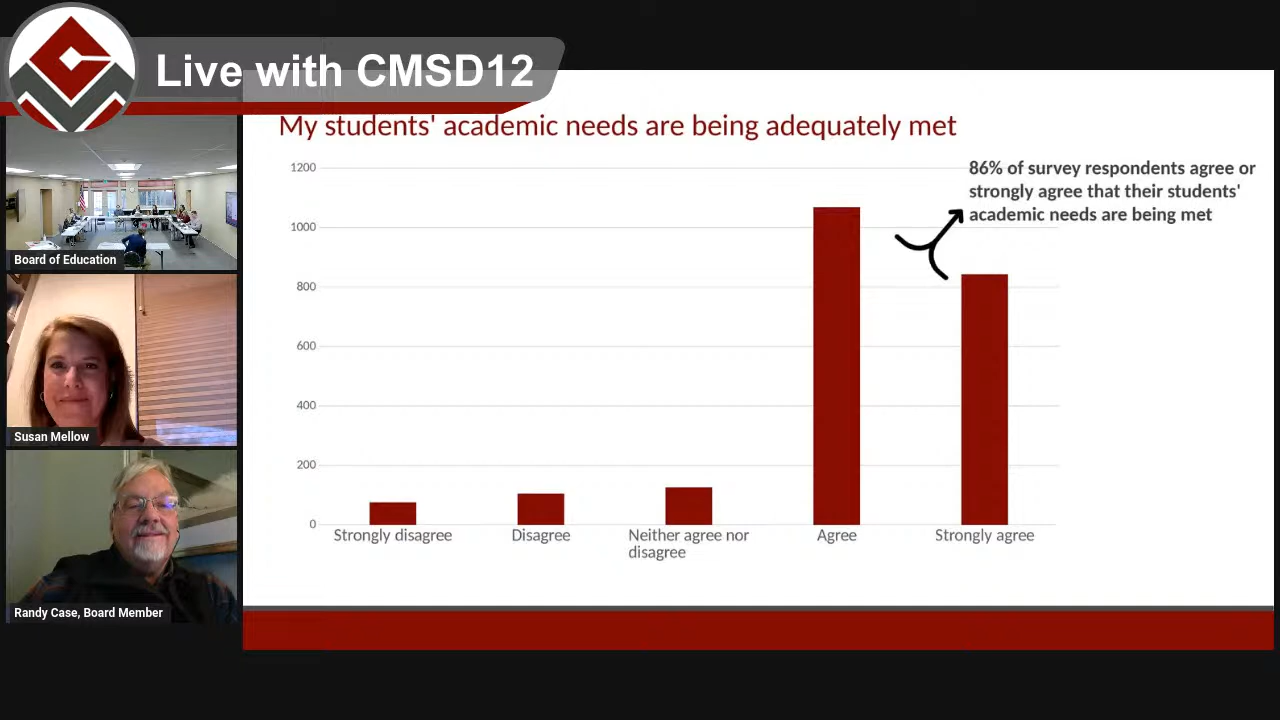 Live with CMSD12
Board of Education
Susan Mellow
Randy Case, Board Member
My students' academic needs are being adequately met
86% of survey respondents agree or
strongly agree that their students'
academic needs are being met
1200
1000
800
600
400
200
0
Strongly disagree
Disagree
Neither agree nor
disagree
Agree
Strongly agree